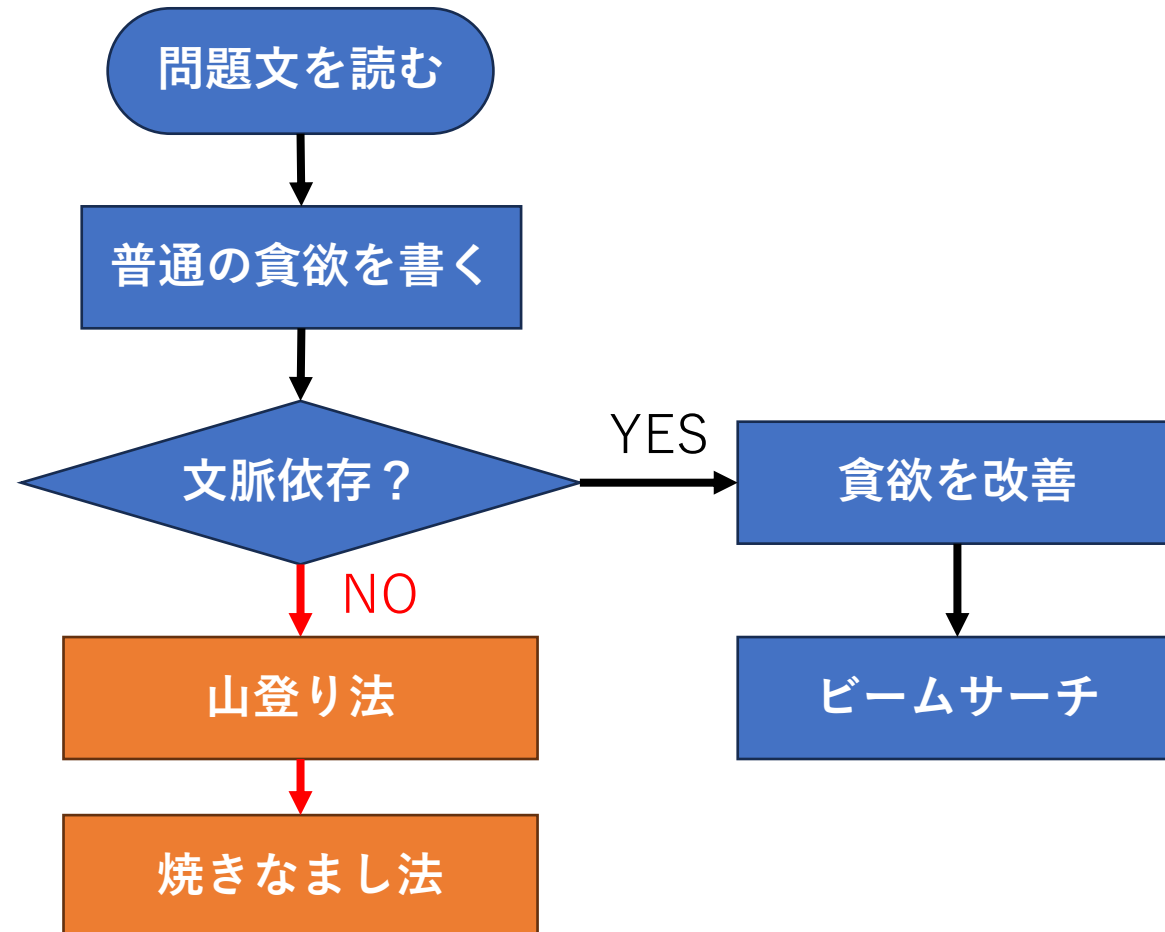 問題文を読む
普通の貪欲を書く
文脈依存？
YES
貪欲を改善
NO
山登り法
ビームサーチ
焼きなまし法